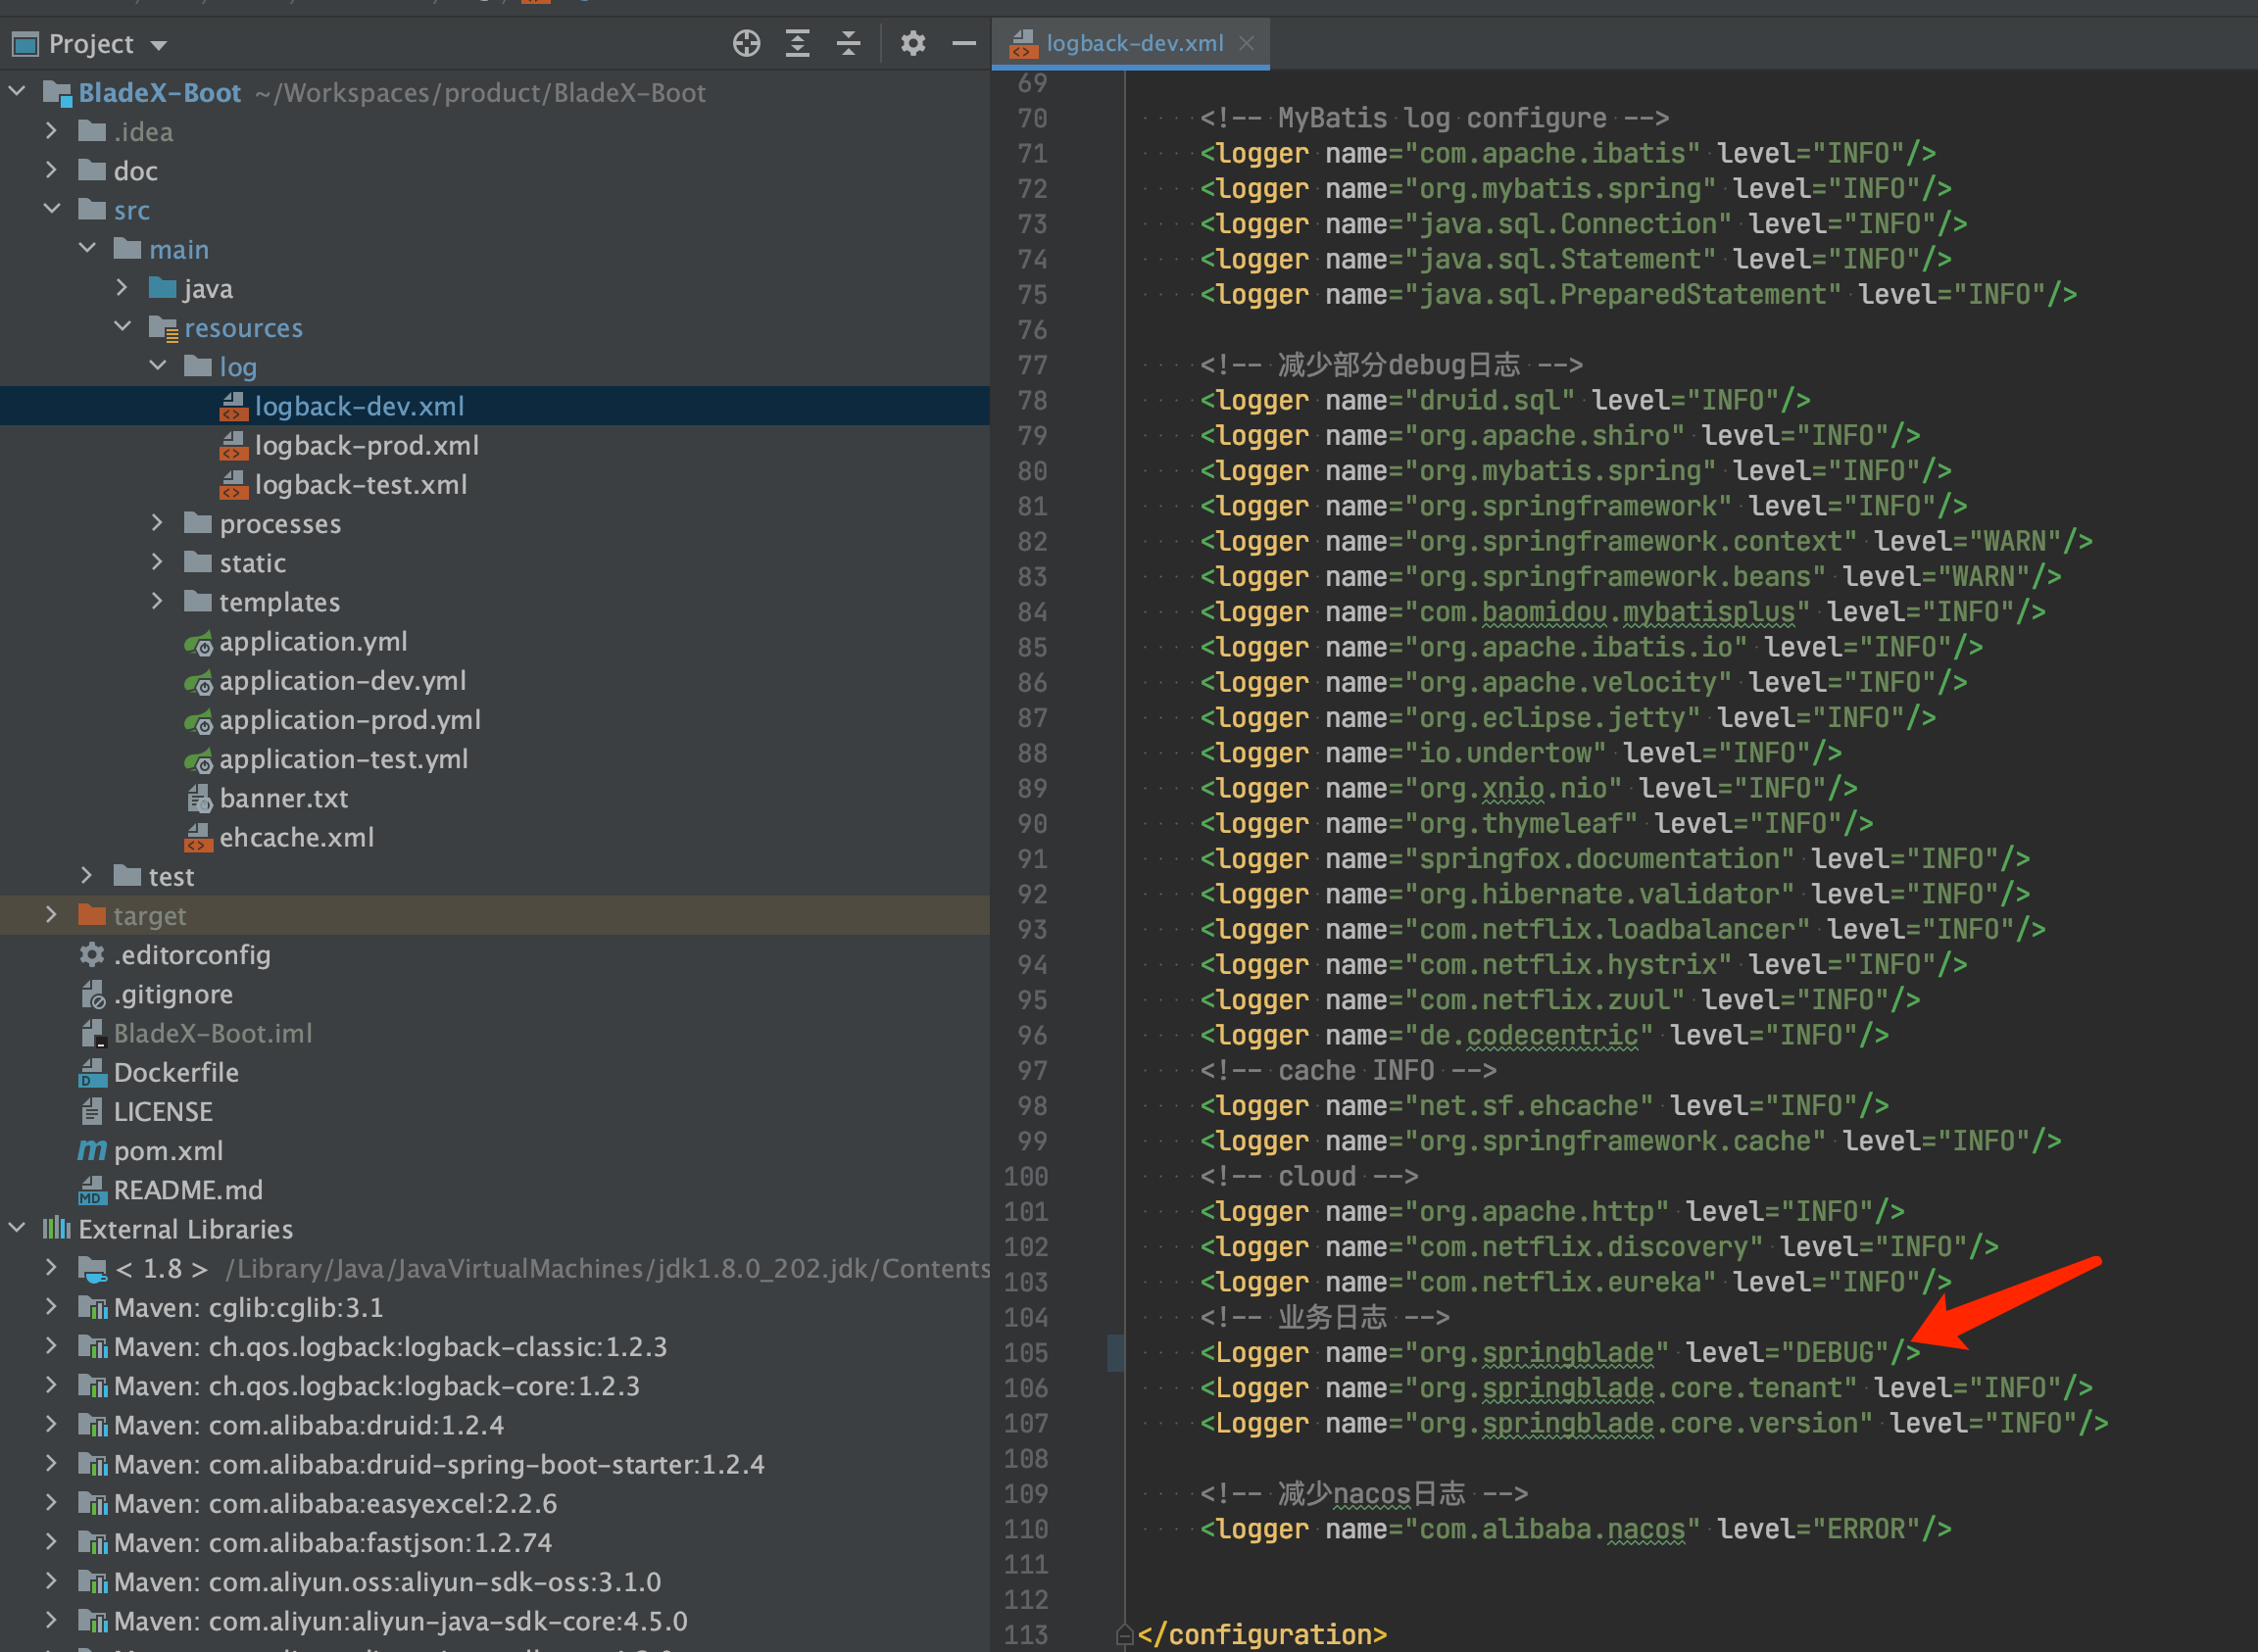 Project
BladeX-Boot ~/Workspaces/product/BladeX-Boot
.idea
doc
src
main
java
resources
log
logback-dev.xml
logback-prod.xml
logback-test.xml
processes
static
templates
application.yml
application-dev.yml
application-prod.yml
application-test.yml
banner.txt
ehcache.xml
test
target
.editorconfig
.gitignore
BladeX-Boot.iml
Dockerfile
LICENSE
pom.xml
README.md
External Libraries
< 1.8 > /Library/Java/JavaVirtualMachines/jdk1.8.0_202.jdk/Contents
Maven: cglib:cglib:3.1
Maven: ch.qos.logback:logback-classic:1.2.3
Maven: ch.qos.logback:logback-core:1.2.3
Maven: com.alibaba:druid:1.2.4
Maven: com.alibaba:druid-spring-boot-starter:1.2.4
Maven: com.alibaba:easyexcel:2.2.6
Maven: com.alibaba:fastjson:1.2.74
Maven: com.aliyun.oss:aliyun-sdk-oss:3.1.0
Maven: com.aliyun:aliyun-java-sdk-core:4.5.0
logback-dev.xml
69
70 <!-- MyBatis log configure -->
71 <logger name="com.apache.ibatis" level="INFO"/>
72 <logger name="org.mybatis.spring" level="INFO"/>
73 <logger name="java.sql.Connection" level="INFO"/>
74 <logger name="java.sql.Statement" level="INFO"/>
75 <logger name="java.sql.PreparedStatement" level="INFO"/>
76
77 <!-- 减少部分debug日志 -->
78 <logger name="druid.sql" level="INFO"/>
79 <logger name="org.apache.shiro" level="INFO"/>
80 <logger name="org.mybatis.spring" level="INFO"/>
81 <logger name="org.springframework" level="INFO"/>
82 <logger name="org.springframework.context" level="WARN"/>
83 <logger name="org.springframework.beans" level="WARN"/>
84 <logger name="com.baomidou.mybatisplus" level="INFO"/>
85 <logger name="org.apache.ibatis.io" level="INFO"/>
86 <logger name="org.apache.velocity" level="INFO"/>
87 <logger name="org.eclipse.jetty" level="INFO"/>
88 <logger name="io.undertow" level="INFO"/>
89 <logger name="org.xnio.nio" level="INFO"/>
90 <logger name="org.thymeleaf" level="INFO"/>
91 <logger name="springfox.documentation" level="INFO"/>
92 <logger name="org.hibernate.validator" level="INFO"/>
93 <logger name="com.netflix.loadbalancer" level="INFO"/>
94 <logger name="com.netflix.hystrix" level="INFO"/>
95 <logger name="com.netflix.zuul" level="INFO"/>
96 <logger name="de.codecentric" level="INFO"/>
97 <!-- cache INFO -->
98 <logger name="net.sf.ehcache" level="INFO"/>
99 <logger name="org.springframework.cache" level="INFO"/>
100 <!-- cloud -->
101 <logger name="org.apache.http" level="INFO"/>
102 <logger name="com.netflix.discovery" level="INFO"/>
103 <logger name="com.netflix.eureka" level="INFO"/>
104 <!-- 业务日志 -->
105 <Logger name="org.springblade" level="DEBUG"/>
106 <Logger name="org.springblade.core.tenant" level="INFO"/>
107 <Logger name="org.springblade.core.version" level="INFO"/>
108
109 <!-- 减少nacos日志 -->
110 <logger name="com.alibaba.nacos" level="ERROR"/>
111
112
113 </configuration>